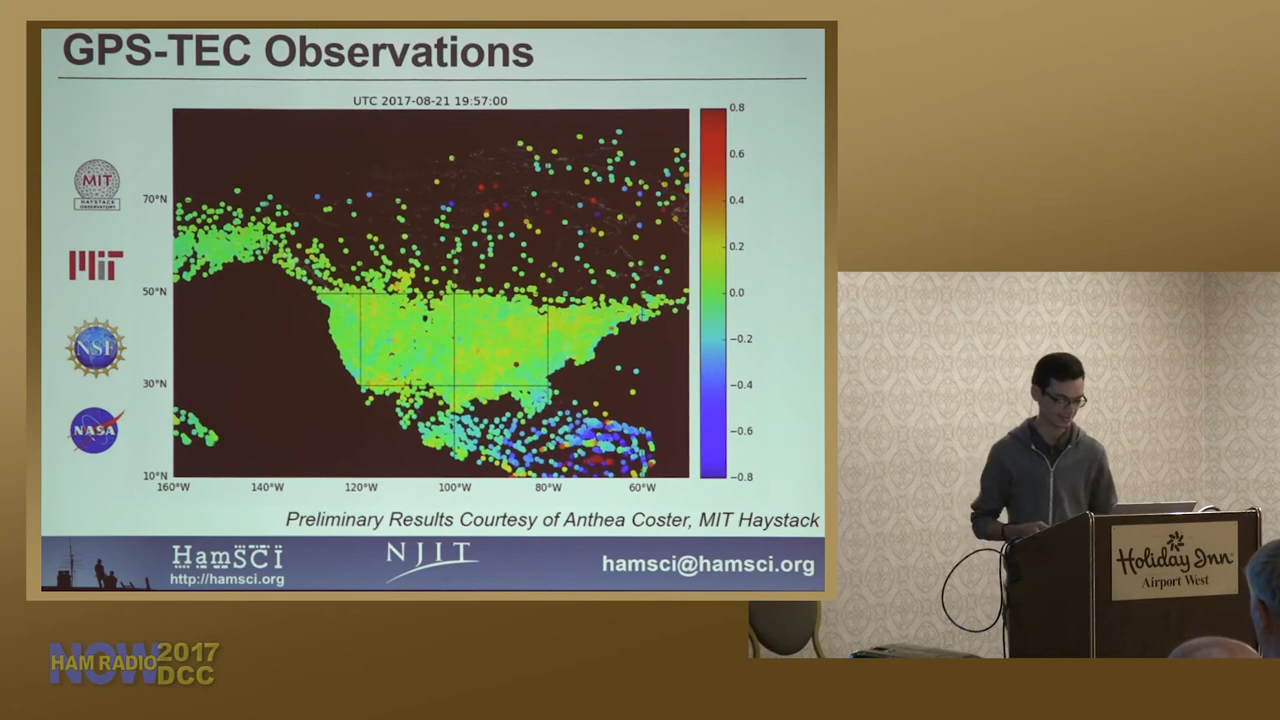 GPS-TEC Observations
UTC 2017-08-21 19:57:00
MIT
HAYSTACK
OBSERVATORY
MIT
NSF
NASA
70°N
50°N
30°N
10°N
160°W
140°W
120°W
100°W
80°W
60°W
0.8
0.6
0.4
0.2
0.0
−0.2
−0.4
−0.6
−0.8
Preliminary Results Courtesy of Anthea Coster, MIT Haystack
HamSCI
http://hamsci.org
NJIT
hamsci@hamsci.org
Holiday Inn
Airport West
NOW
HAM RADIO
2017
DCC